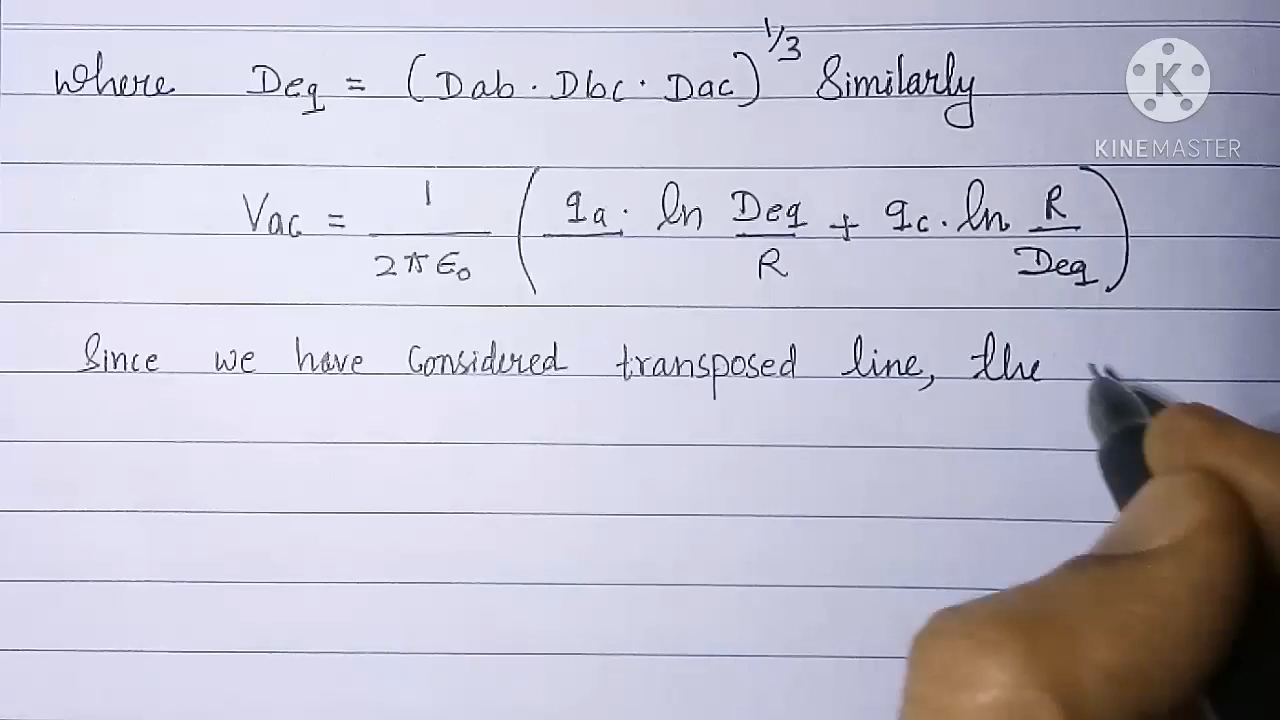 where Deq = (Dab · Dbc · Dac)^1/3 Similarly
KINEMASTER
Vac = 1/2πϵ₀ (qa · ln Deq/R + qc · ln R/Deq)
Since we have considered transposed line, the